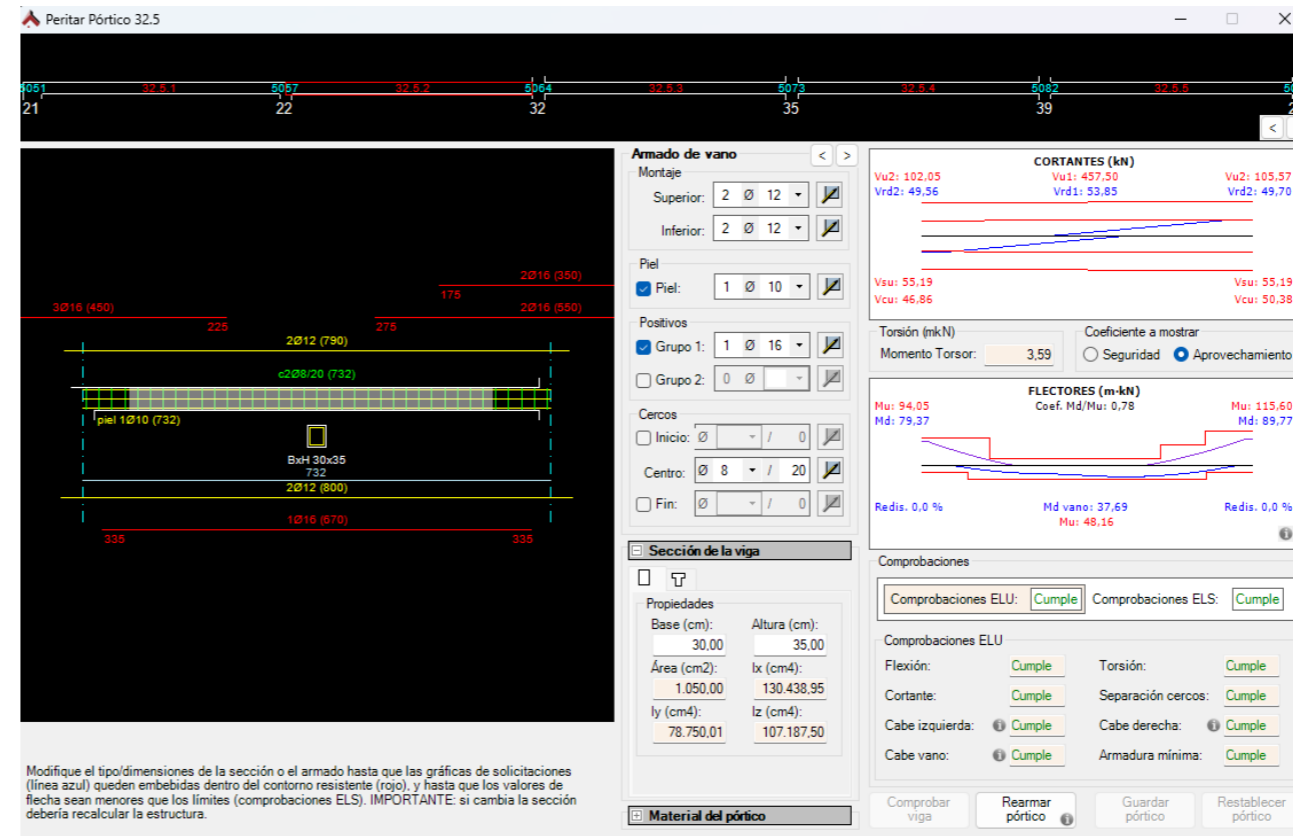 Peritar Pórtico 32.5
5051 32.5.1 5057 32.5.2 5064 32.5.3 5073 32.5.4 5082 32.5.5
21 22 32 35 39
<
2Ø16 (350)
175
3Ø16 (450) 2Ø16 (550)
225 275
2Ø12 (790)
c2Ø8/20 (732)
piel 1Ø10 (732)
BxH 30x35
732
2Ø12 (800)
1Ø16 (670)
335 335
Modifique el tipo/dimensiones de la sección o el armado hasta que las gráficas de solicitaciones
(línea azul) queden embebidas dentro del contorno resistente (rojo), y hasta que los valores de
flecha sean menores que los límites (comprobaciones ELS). IMPORTANTE: si cambia la sección
debería recalcular la estructura.
Armado de vano < >
Montaje
Superior: 2 Ø 12
Inferior: 2 Ø 12
Piel
Piel: 1 Ø 10
Positivos
Grupo 1: 1 Ø 16
Grupo 2: 0 Ø
Cercos
Inicio: Ø / 0
Centro: Ø 8 / 20
Fin: Ø / 0
Sección de la viga
Propiedades
Base (cm): Altura (cm):
30,00 35,00
Área (cm2): Ix (cm4):
1.050,00 130.438,95
Iy (cm4): Iz (cm4):
78.750,01 107.187,50
Material del pórtico
CORTANTES (kN)
Vu2: 102,05 Vu1: 457,50 Vu2: 105,57
Vrd2: 49,56 Vrd1: 53,85 Vrd2: 49,70
Vsu: 55,19 Vsu: 55,19
Vcu: 46,86 Vcu: 50,38
Torsión (mkN) Coeficiente a mostrar
Momento Torsor: 3,59 Seguridad Aprovechamiento
FLECTORES (m·kN)
Mu: 94,05 Coef. Md/Mu: 0,78 Mu: 115,60
Md: 79,37 Md: 89,77
Redis. 0,0 % Md vano: 37,69 Redis. 0,0 %
Mu: 48,16
Comprobaciones
Comprobaciones ELU: Cumple Comprobaciones ELS: Cumple
Comprobaciones ELU
Flexión: Cumple Torsión: Cumple
Cortante: Cumple Separación cercos: Cumple
Cabe izquierda: Cumple Cabe derecha: Cumple
Cabe vano: Cumple Armadura mínima: Cumple
Comprobar viga
Rearmar pórtico
Guardar pórtico
Restablecer pórtico